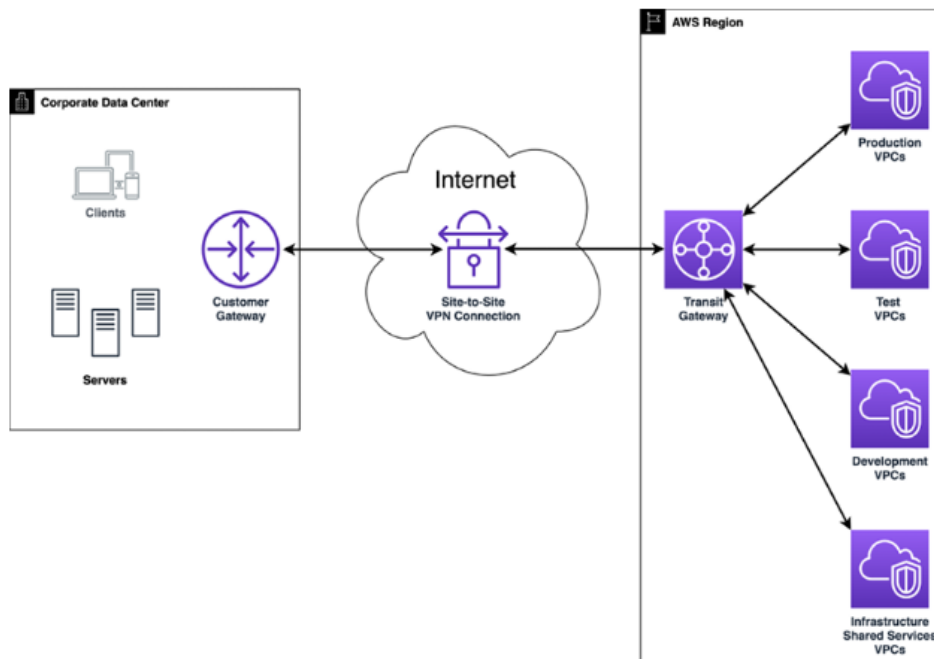 AWS Region
Corporate Data Center
Clients
Servers
Customer
Gateway
Internet
Site-to-Site
VPN Connection
Transit
Gateway
Production
VPCs
Test
VPCs
Development
VPCs
Infrastructure
Shared Services
VPCs